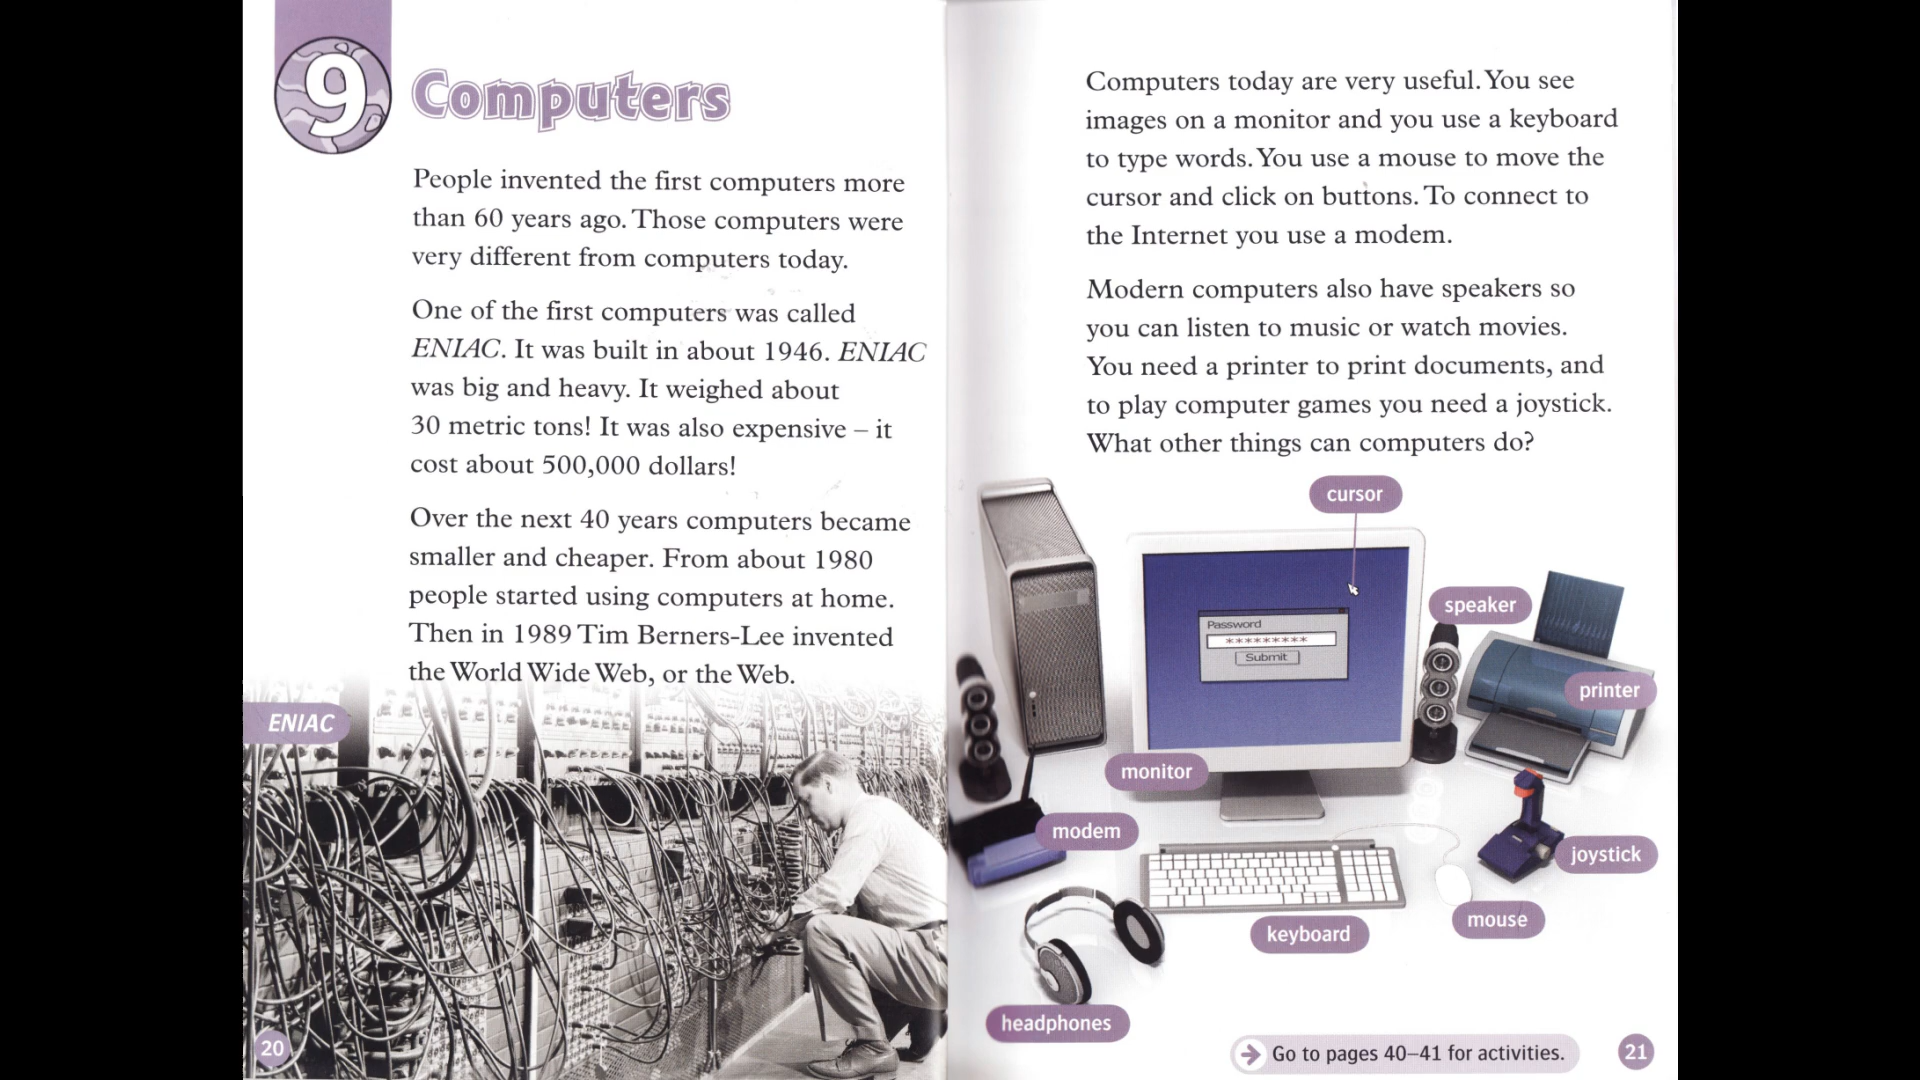 9
Computers
People invented the first computers more
than 60 years ago. Those computers were
very different from computers today.
One of the first computers was called
ENIAC. It was built in about 1946. ENIAC
was big and heavy. It weighed about
30 metric tons! It was also expensive – it
cost about 500,000 dollars!
Over the next 40 years computers became
smaller and cheaper. From about 1980
people started using computers at home.
Then in 1989 Tim Berners-Lee invented
the World Wide Web, or the Web.
ENIAC
20
Computers today are very useful. You see
images on a monitor and you use a keyboard
to type words. You use a mouse to move the
cursor and click on buttons. To connect to
the Internet you use a modem.
Modern computers also have speakers so
you can listen to music or watch movies.
You need a printer to print documents, and
to play computer games you need a joystick.
What other things can computers do?
cursor
speaker
Password
*********
Submit
printer
monitor
modem
joystick
mouse
keyboard
headphones
Go to pages 40–41 for activities.
21